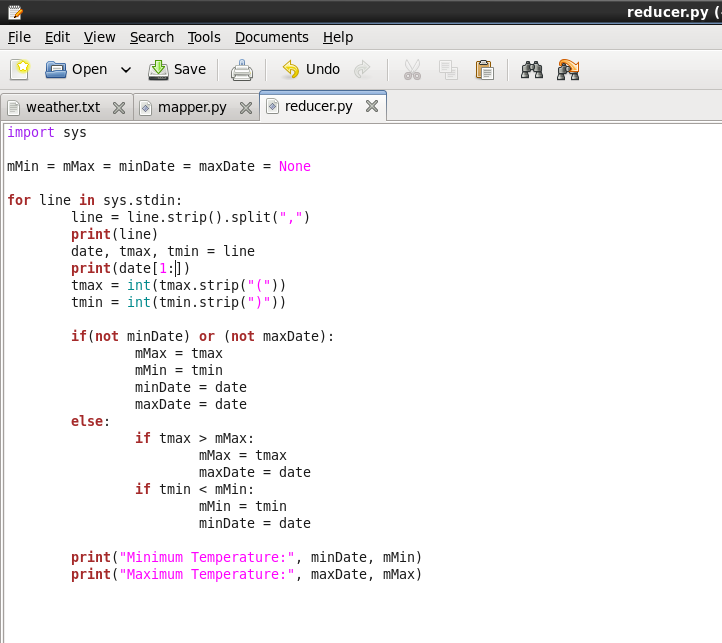 reducer.py (
File Edit View Search Tools Documents Help
Open Save Undo
weather.txt mapper.py reducer.py
import sys
mMin = mMax = minDate = maxDate = None
for line in sys.stdin:
        line = line.strip().split(",")
        print(line)
        date, tmax, tmin = line
        print(date[1:])
        tmax = int(tmax.strip("("))
        tmin = int(tmin.strip(")"))
        if(not minDate) or (not maxDate):
                mMax = tmax
                mMin = tmin
                minDate = date
                maxDate = date
        else:
                if tmax > mMax:
                        mMax = tmax
                        maxDate = date
                if tmin < mMin:
                        mMin = tmin
                        minDate = date
        print("Minimum Temperature:", minDate, mMin)
        print("Maximum Temperature:", maxDate, mMax)